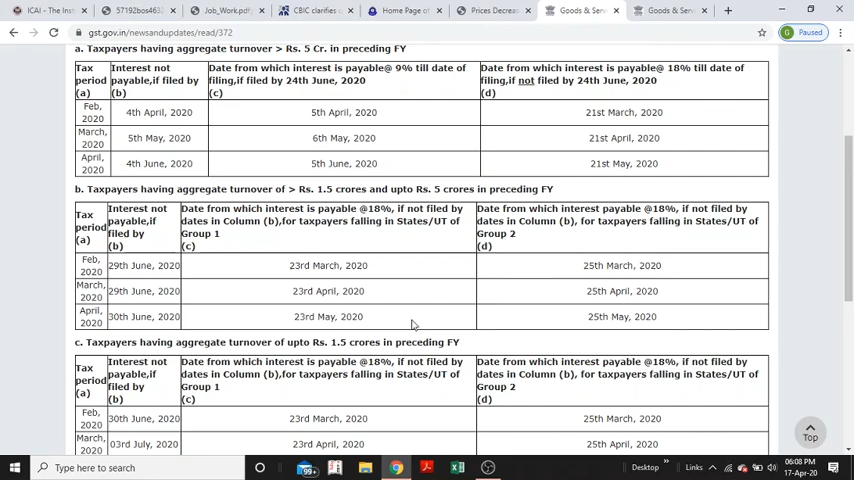 ICAI - The Inst
57192bos4632
Job_Work.pdf
CBIC clarifies q
Home Page of
Prices Decreas
Goods & Serv
Goods & Serv
gst.gov.in/newsandupdates/read/372
G Paused
a. Taxpayers having aggregate turnover > Rs. 5 Cr. in preceding FY
Tax period (a) Interest not payable,if filed by (b) Date from which interest is payable@ 9% till date of filing,if filed by 24th June, 2020 (c) Date from which interest is payable@ 18% till date of filing,if not filed by 24th June, 2020 (d)
Feb, 2020 4th April, 2020 5th April, 2020 21st March, 2020
March, 2020 5th May, 2020 6th May, 2020 21st April, 2020
April, 2020 4th June, 2020 5th June, 2020 21st May, 2020
b. Taxpayers having aggregate turnover of > Rs. 1.5 crores and upto Rs. 5 crores in preceding FY
Tax period (a) Interest not payable,if filed by (b) Date from which interest is payable @18%, if not filed by dates in Column (b),for taxpayers falling in States/UT of Group 1 (c) Date from which interest is payable @18%, if not filed by dates in Column (b), for taxpayers falling in States/UT of Group 2 (d)
Feb, 2020 29th June, 2020 23rd March, 2020 25th March, 2020
March, 2020 29th June, 2020 23rd April, 2020 25th April, 2020
April, 2020 30th June, 2020 23rd May, 2020 25th May, 2020
c. Taxpayers having aggregate turnover of upto Rs. 1.5 crores in preceding FY
Tax period (a) Interest not payable,if filed by (b) Date from which interest is payable @18%, if not filed by dates in Column (b),for taxpayers falling in States/UT of Group 1 (c) Date from which interest is payable @18%, if not filed by dates in Column (b), for taxpayers falling in States/UT of Group 2 (d)
Feb, 2020 30th June, 2020 23rd March, 2020 25th March, 2020
March, 03rd July, 2020 23rd April, 2020 25th April, 2020
Top
Type here to search
99+
Desktop
Links
06:08 PM
17-Apr-20